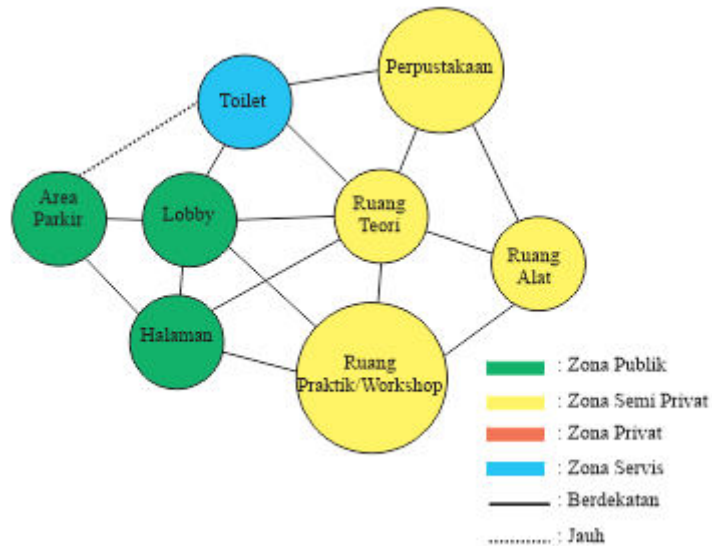 Perpustakaan
Toilet
Area
Parkir
Lobby
Ruang
Teori
Ruang
Alat
Halaman
Ruang
Praktik/Workshop
: Zona Publik
: Zona Semi Privat
: Zona Privat
: Zona Servis
: Berdekatan
: Jauh